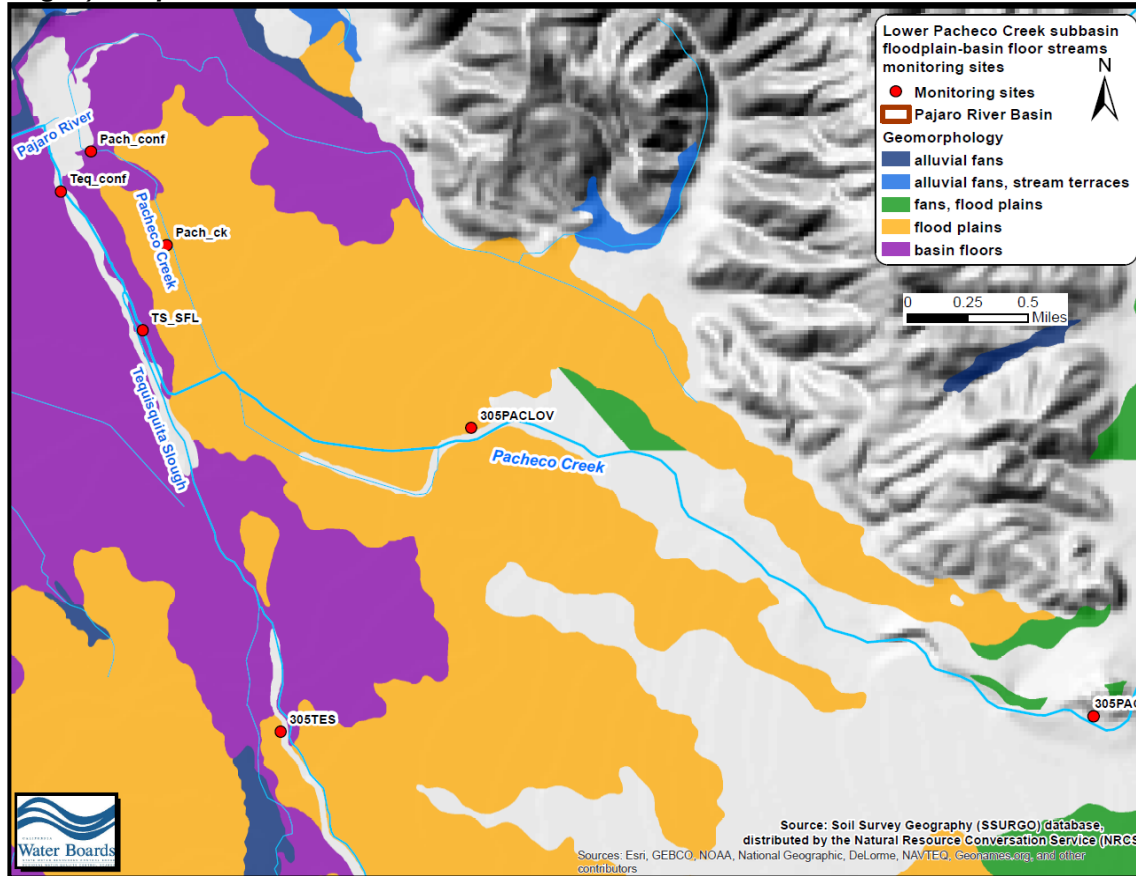 Lower Pacheco Creek subbasin
floodplain-basin floor streams
monitoring sites
N
Monitoring sites
Pajaro River Basin
Geomorphology
alluvial fans
alluvial fans, stream terraces
fans, flood plains
flood plains
basin floors
0 0.25 0.5
Miles
Pajaro River
Pach_conf
Teq_conf
Pacheco Creek
Pach_ck
TS_SFL
Tequisquita Slough
305PACLOV
Pacheco Creek
305PAC
305TES
CALIFORNIA
Water Boards
Source: Soil Survey Geography (SSURGO) database,
distributed by the Natural Resource Conversation Service (NRCS
Sources: Esri, GEBCO, NOAA, National Geographic, DeLorme, NAVTEQ, Geonames.org, and other
contributors